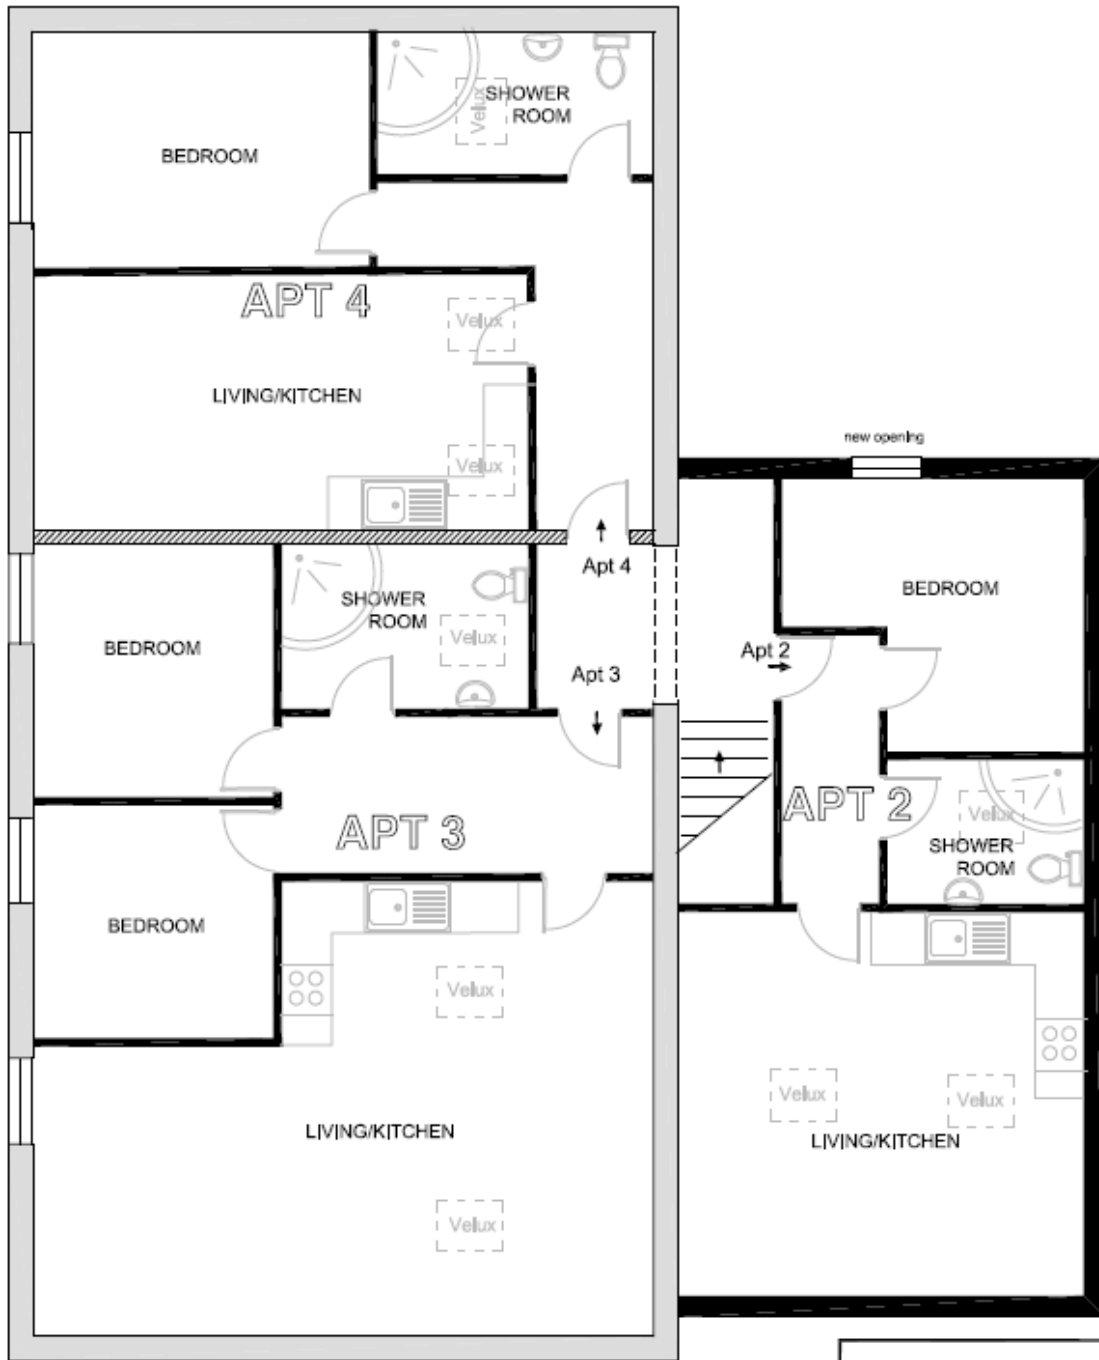 SHOWER
ROOM
Velux
BEDROOM
APT 4
Velux
LIVING/KITCHEN
Velux
new opening
Apt 4
BEDROOM
SHOWER
ROOM
Velux
BEDROOM
Apt 2
Apt 3
APT 2
Velux
APT 3
SHOWER
ROOM
BEDROOM
Velux
Velux
Velux
LIVING/KITCHEN
LIVING/KITCHEN
Velux